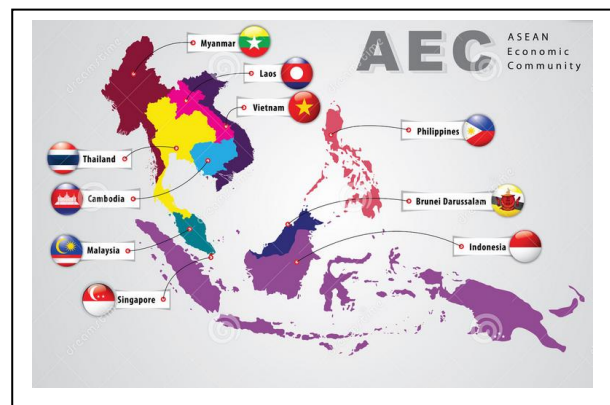 AEC
ASEAN
Economic
Community
Myanmar
Laos
Vietnam
Philippines
Thailand
Cambodia
Brunei Darussalam
Malaysia
Indonesia
Singapore